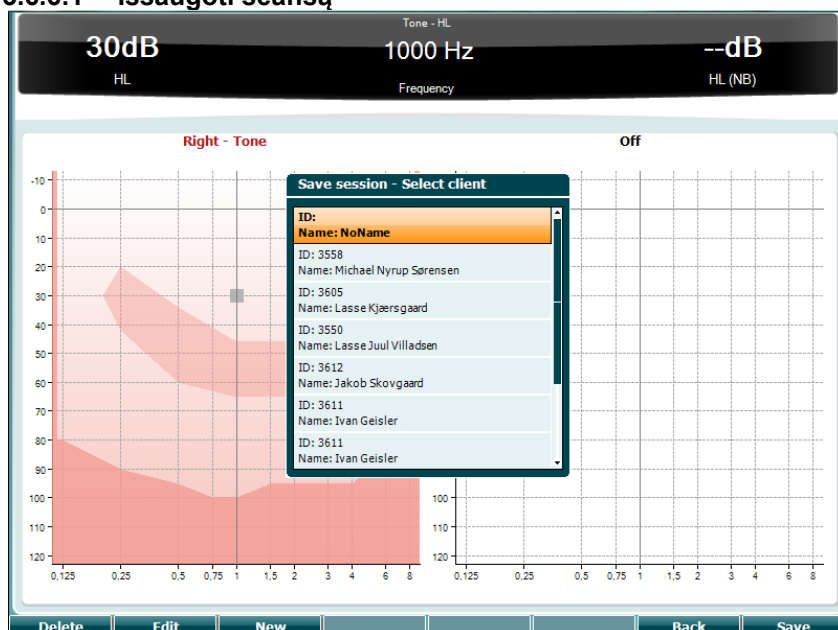 Išsaugoti seansą
Tone - HL
30dB
1000 Hz
--dB
HL
HL (NB)
Frequency
Right - Tone
Off
Save session - Select client
ID:
Name: NoName
ID: 3558
Name: Michael Nyrup Sørensen
ID: 3605
Name: Lasse Kjærsgaard
ID: 3550
Name: Lasse Juul Villadsen
ID: 3612
Name: Jakob Skovgaard
ID: 3611
Name: Ivan Geisler
ID: 3611
Name: Ivan Geisler
-10
0
10
20
30
40
50
60
70
80
90
100
110
120
0,125 0,25 0,5 0,75 1 1,5 2 3 4 6 8
100
110
120
0,125 0,25 0,5 0,75 1 1,5 2 3 4 6 8
Delete Edit New Back Save